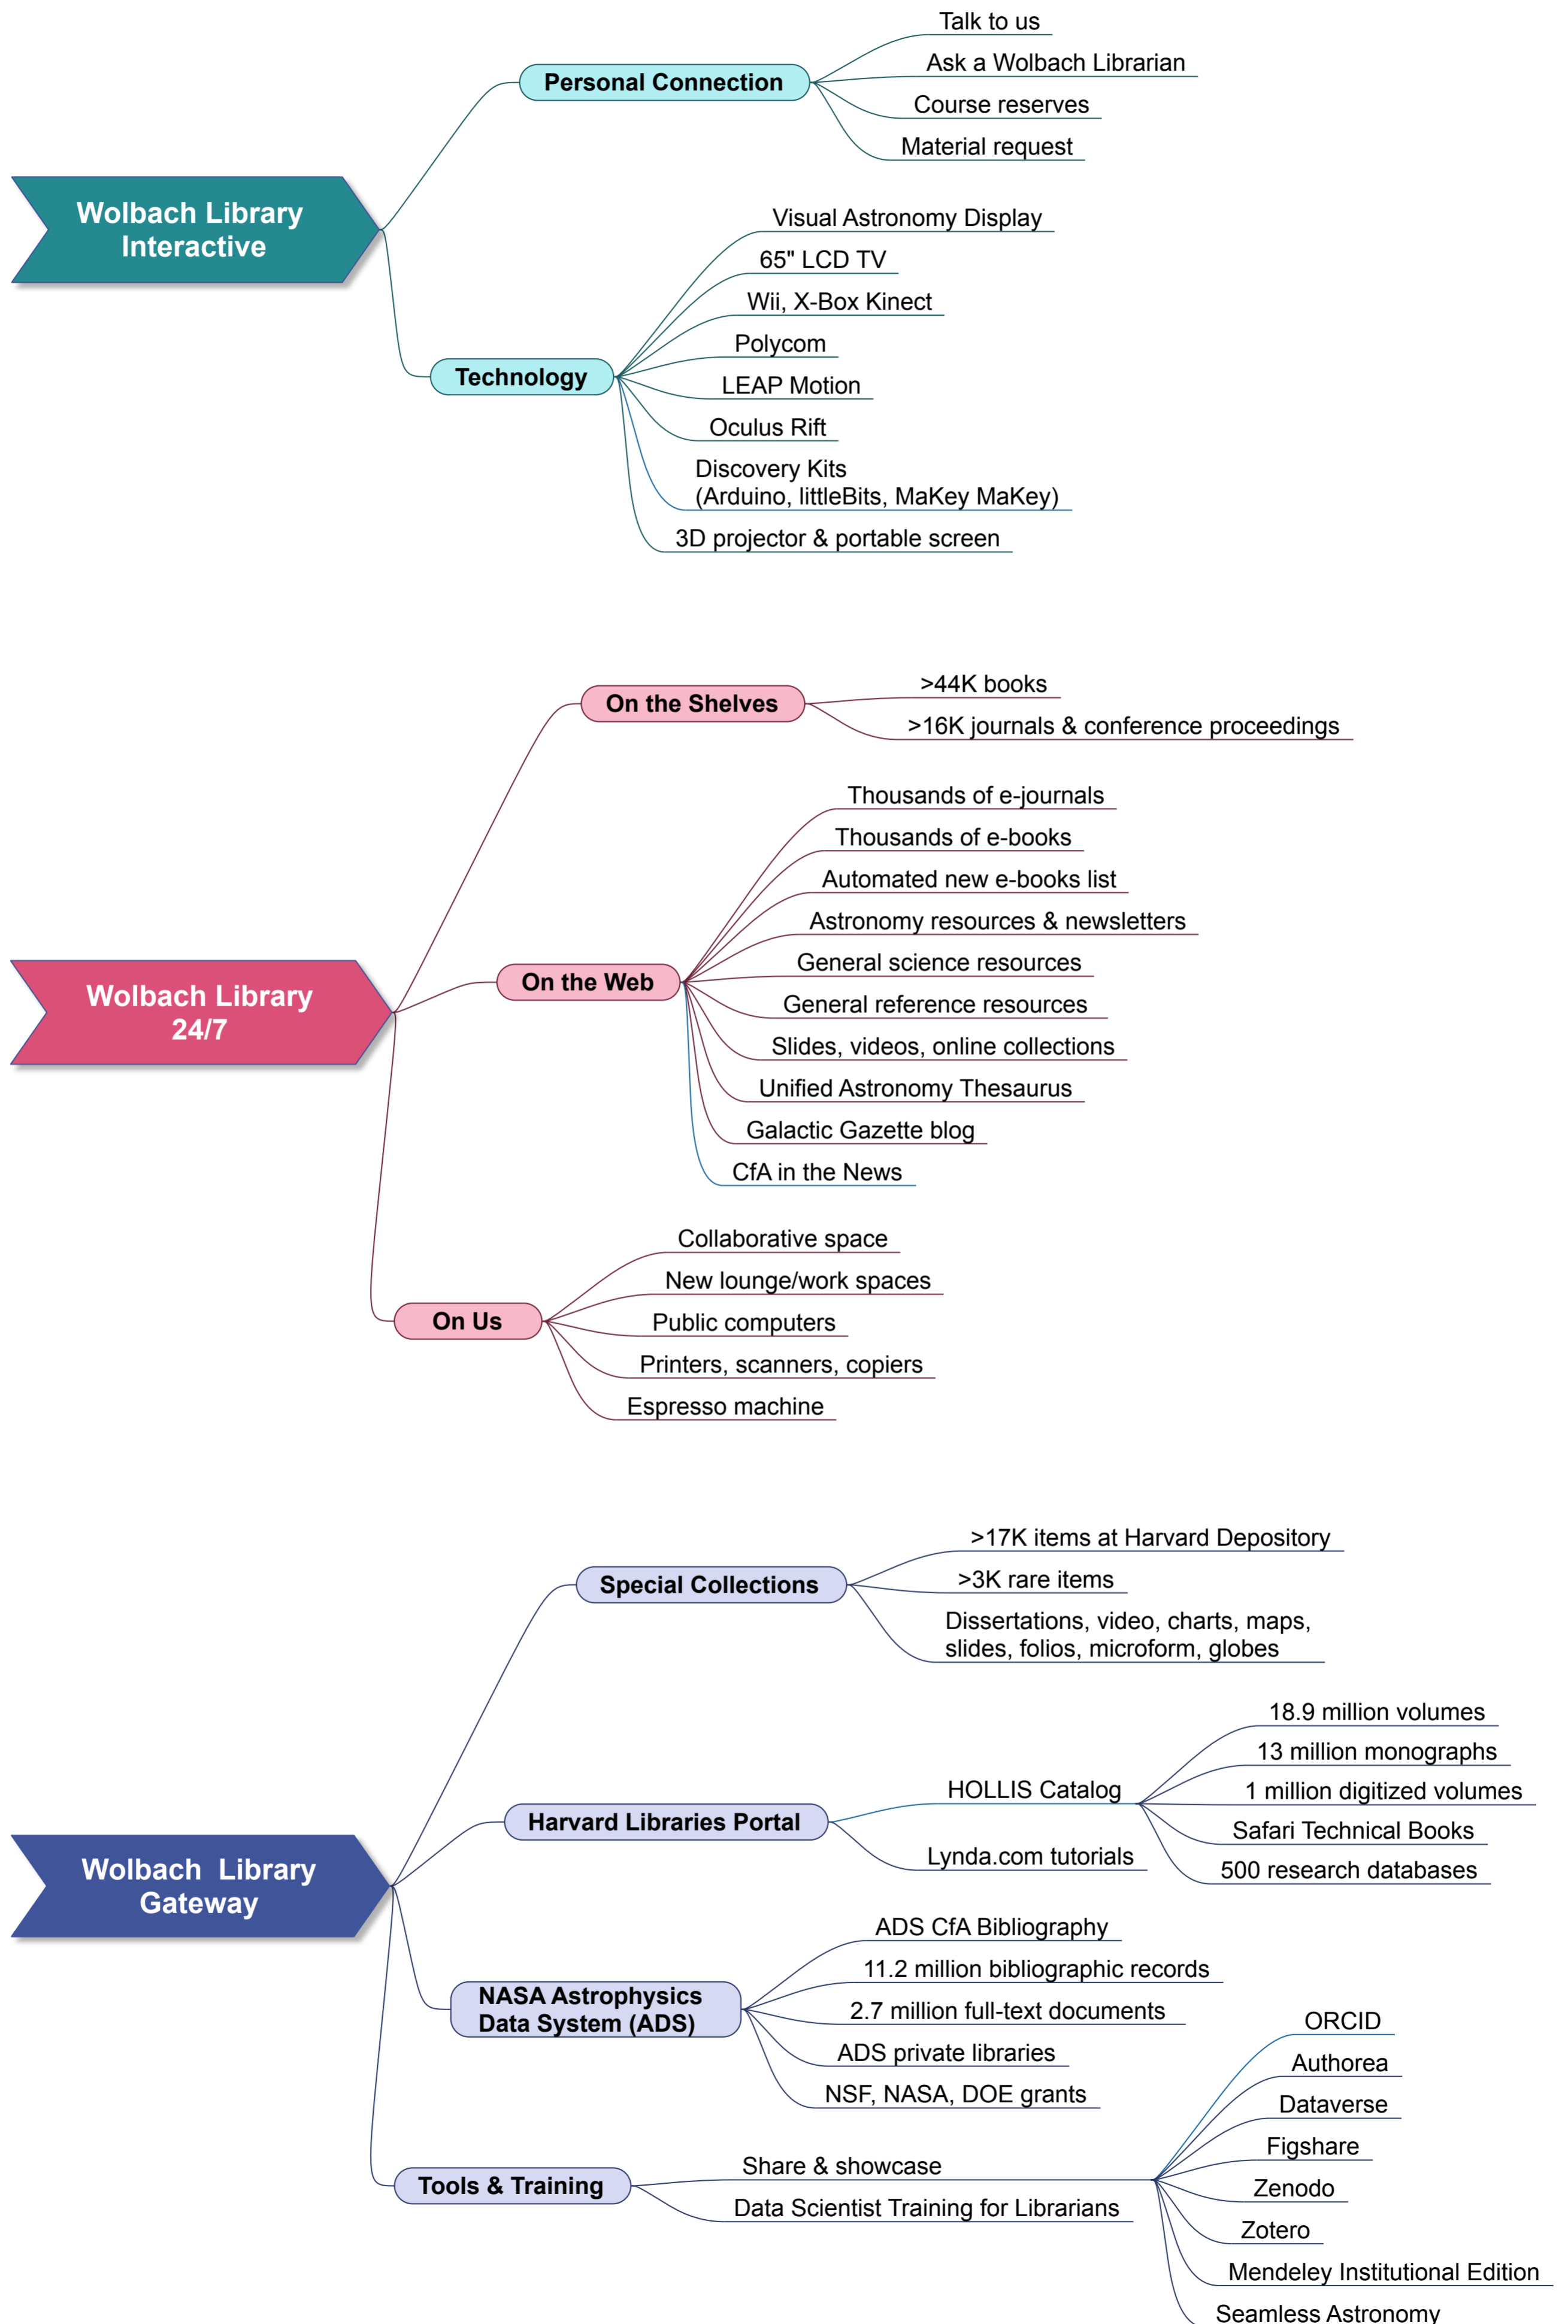 Wolbach Library
Interactive
Personal Connection
Talk to us
Ask a Wolbach Librarian
Course reserves
Material request
Technology
Visual Astronomy Display
65" LCD TV
Wii, X-Box Kinect
Polycom
LEAP Motion
Oculus Rift
Discovery Kits
(Arduino, littleBits, MaKey MaKey)
3D projector & portable screen
Wolbach Library
24/7
On the Shelves
>44K books
>16K journals & conference proceedings
On the Web
Thousands of e-journals
Thousands of e-books
Automated new e-books list
Astronomy resources & newsletters
General science resources
General reference resources
Slides, videos, online collections
Unified Astronomy Thesaurus
Galactic Gazette blog
CfA in the News
On Us
Collaborative space
New lounge/work spaces
Public computers
Printers, scanners, copiers
Espresso machine
Wolbach  Library
Gateway
Special Collections
>17K items at Harvard Depository
>3K rare items
Dissertations, video, charts, maps,
slides, folios, microform, globes
Harvard Libraries Portal
HOLLIS Catalog
18.9 million volumes
13 million monographs
1 million digitized volumes
Safari Technical Books
500 research databases
Lynda.com tutorials
NASA Astrophysics
Data System (ADS)
ADS CfA Bibliography
11.2 million bibliographic records
2.7 million full-text documents
ADS private libraries
NSF, NASA, DOE grants
Tools & Training
Share & showcase
ORCID
Authorea
Dataverse
Figshare
Zenodo
Zotero
Mendeley Institutional Edition
Seamless Astronomy
Data Scientist Training for Librarians